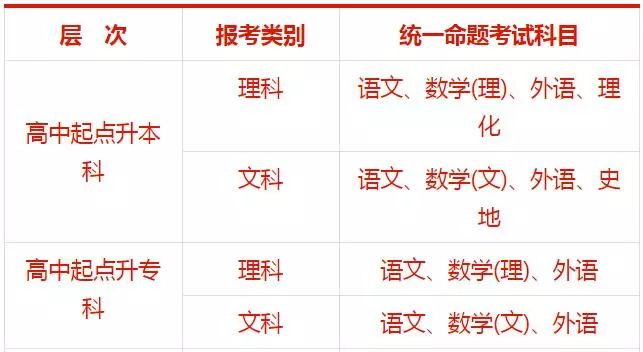 层 次 报考类别 统一命题考试科目
高中起点升本科
理科
语文、数学(理)、外语、理
化
文科
语文、数学(文)、外语、史
地
高中起点升专科
理科 语文、数学(理)、外语
文科 语文、数学(文)、外语